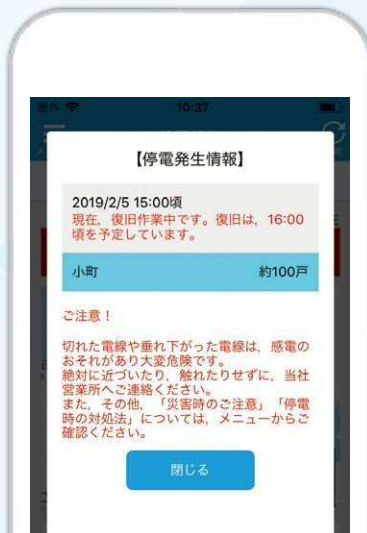 圏外
10:37
【停電発生情報】
2019/2/5 15:00頃
現在，復旧作業中です。復旧は，16:00
頃を予定しています。
小町 約100戸
ご注意！
切れた電線や垂れ下がった電線は，感電の
おそれがあり大変危険です。
絶対に近づいたり，触れたりせずに，当社
営業所へご連絡ください。
また，その他，「災害時のご注意」「停電
時の対処法」については，メニューからご
確認ください。
閉じる